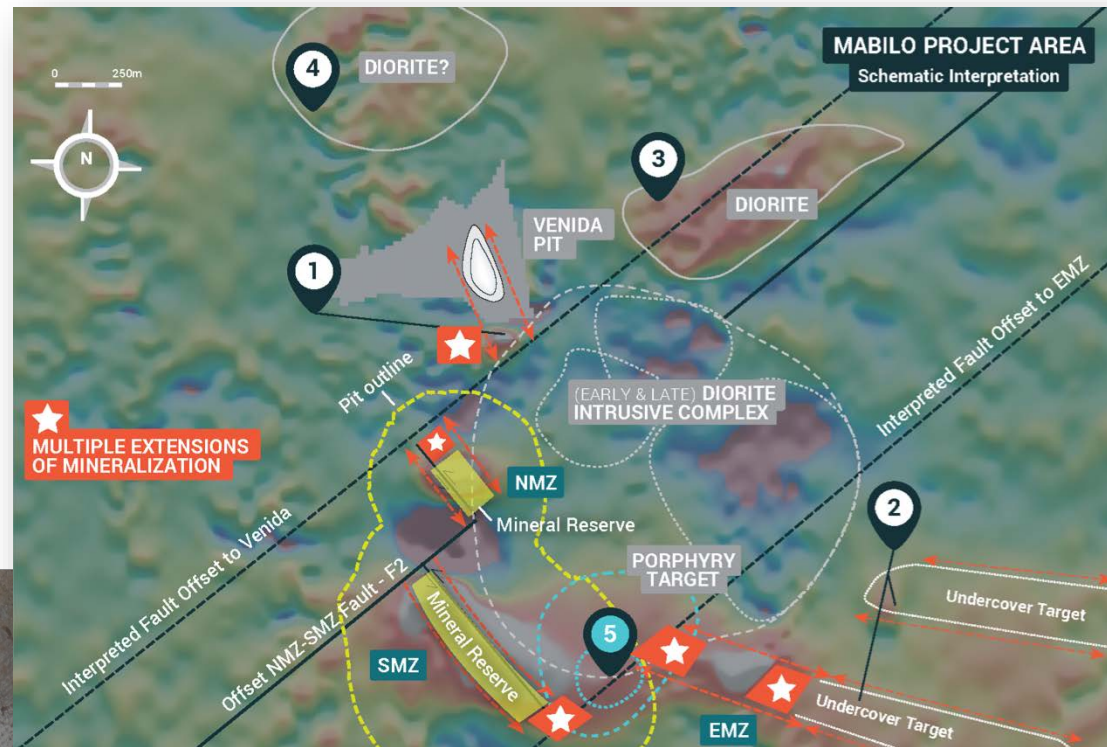 MABILO PROJECT AREA
Schematic Interpretation
0 250m
N
4
DIORITE?
3
DIORITE
VENIDA
PIT
1
Interpreted Fault Offset to EMZ
Pit outline
(EARLY & LATE) DIORITE
INTRUSIVE COMPLEX
MULTIPLE EXTENSIONS
OF MINERALIZATION
NMZ
Mineral Reserve
2
Interpreted Fault Offset to Venida
PORPHYRY
TARGET
Offset NMZ-SMZ Fault - F2
Mineral Reserve
SMZ
5
Undercover Target
Undercover Target
EMZ